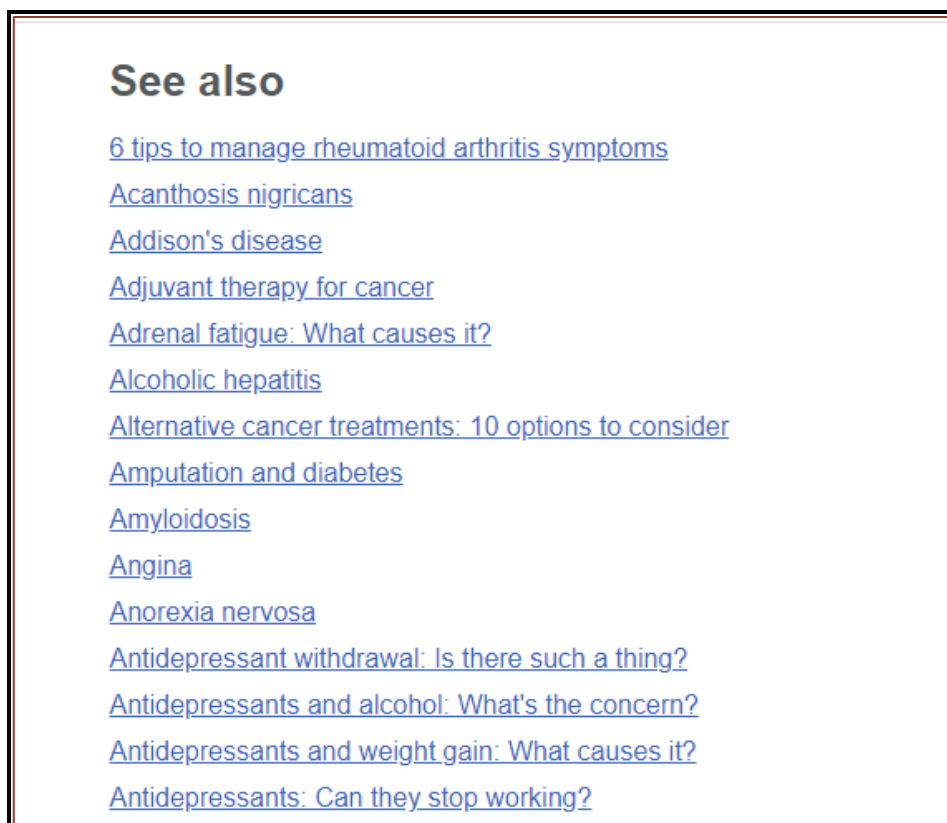 See also
6 tips to manage rheumatoid arthritis symptoms
Acanthosis nigricans
Addison's disease
Adjuvant therapy for cancer
Adrenal fatigue: What causes it?
Alcoholic hepatitis
Alternative cancer treatments: 10 options to consider
Amputation and diabetes
Amyloidosis
Angina
Anorexia nervosa
Antidepressant withdrawal: Is there such a thing?
Antidepressants and alcohol: What's the concern?
Antidepressants and weight gain: What causes it?
Antidepressants: Can they stop working?